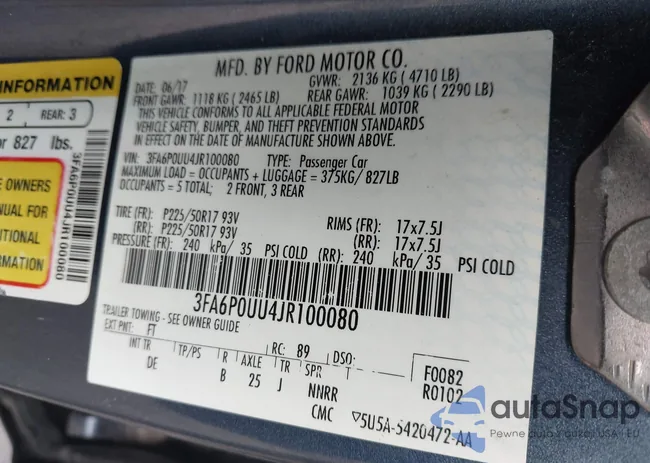 INFORMATION
2 REAR: 3
or 827 lbs.
OWNERS
MANUAL FOR
3FA6P0UU4JR100080
MFD. BY FORD MOTOR CO.
DATE: 06/17 GVWR: 2136 KG ( 4710 LB)
FRONT GAWR: 1118 KG ( 2465 LB) REAR GAWR: 1039 KG ( 2290 LB)
THIS VEHICLE CONFORMS TO ALL APPLICABLE FEDERAL MOTOR
VEHICLE SAFETY, BUMPER, AND THEFT PREVENTION STANDARDS
IN EFFECT ON THE DATE OF MANUFACTURE SHOWN ABOVE.
VIN: 3FA6P0UU4JR100080 TYPE: Passenger Car
MAXIMUM LOAD = OCCUPANTS + LUGGAGE = 375KG/ 827LB
OCCUPANTS = 5 TOTAL; 2 FRONT, 3 REAR
TIRE (FR): P225/50R17 93V RIMS (FR): 17x7.5J
(RR): P225/50R17 93V (RR): 17x7.5J
PRESSURE (FR): 240 kPa/ 35 PSI COLD (RR): 240 kPa/ 35 PSI COLD
3FA6P0UU4JR100080
TRAILER TOWING - SEE OWNER GUIDE
EXT PNT: FT RC: 89 DSO: F0082
INT TR TP/PS R AXLE TR SPR T R0102
DE B 25 J NNRR
CMC ▽5U5A-5420472-AA
autoSnap
Pewne auta z USA i EU